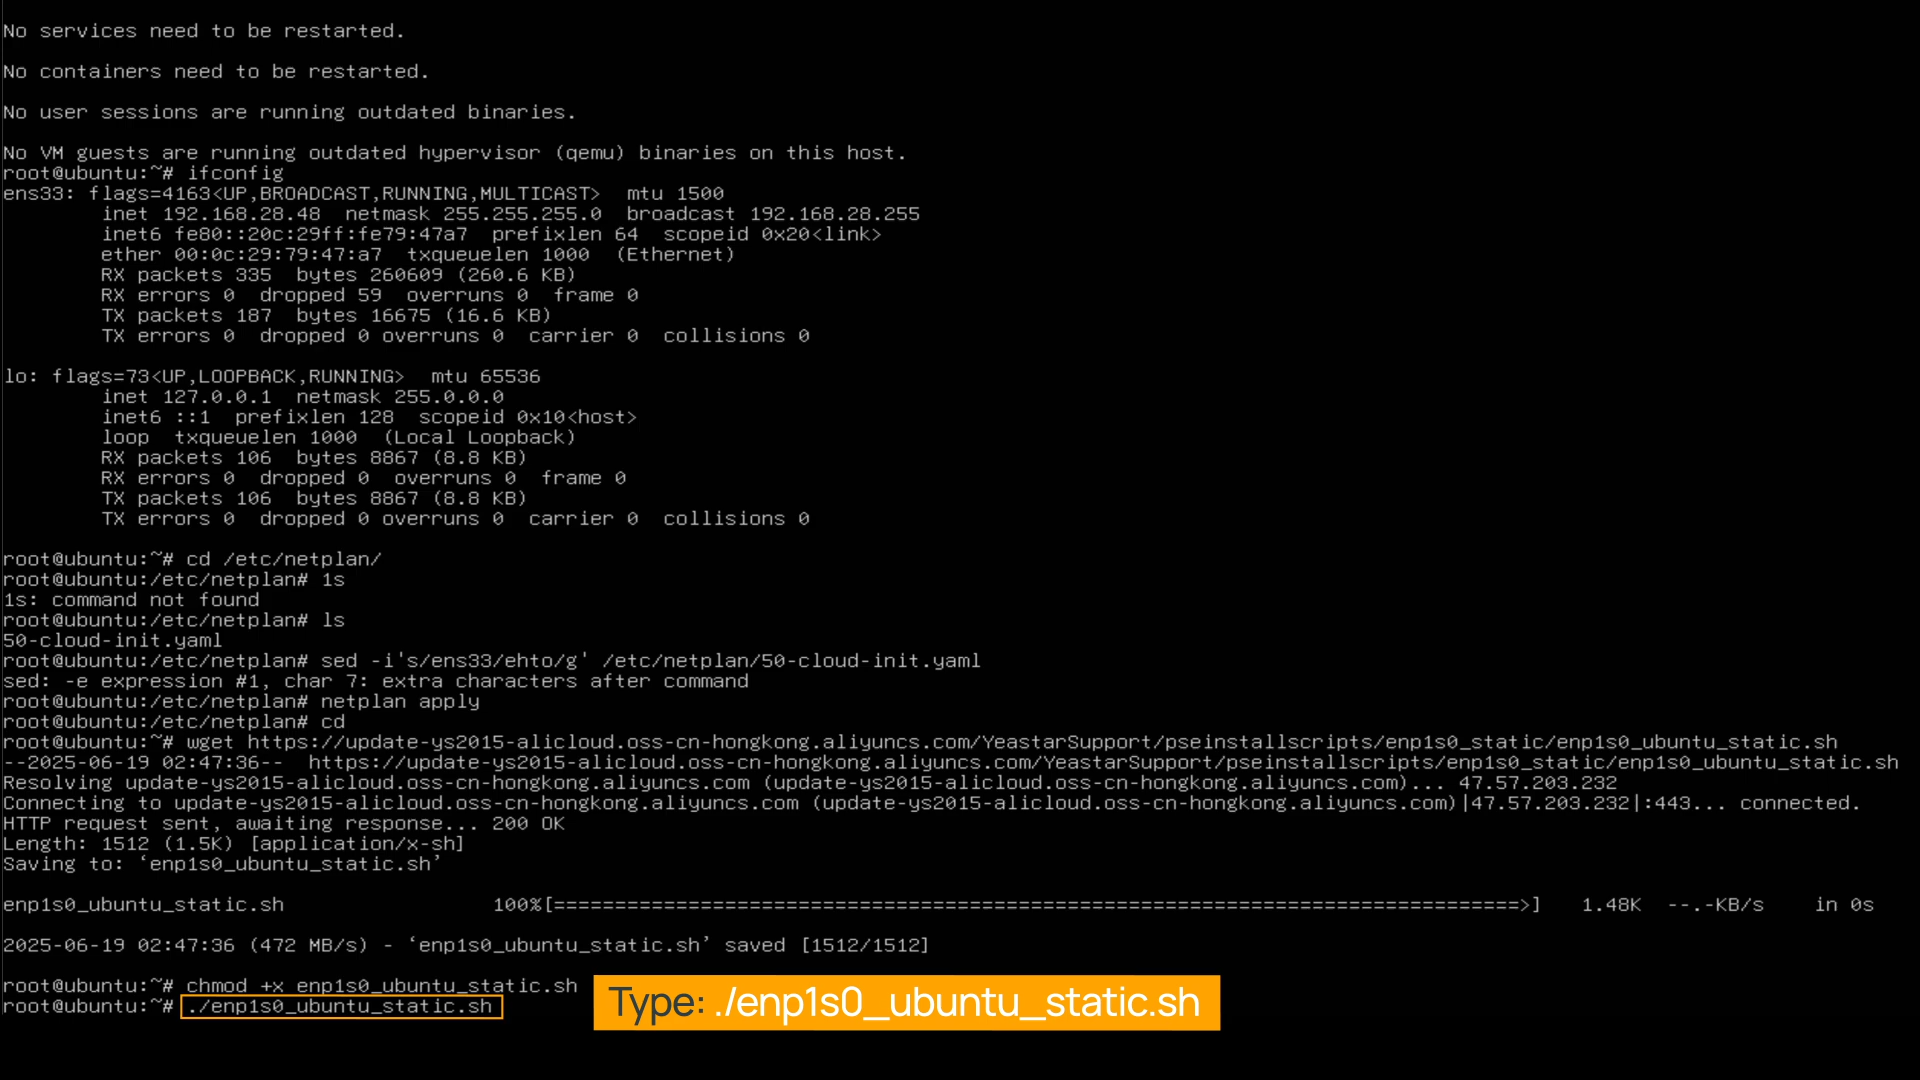 No services need to be restarted.
No containers need to be restarted.
No user sessions are running outdated binaries.
No VM guests are running outdated hypervisor (qemu) binaries on this host.
root@ubuntu:~# ifconfig
ens33: flags=4163<UP,BROADCAST,RUNNING,MULTICAST>  mtu 1500
inet 192.168.28.48  netmask 255.255.255.0  broadcast 192.168.28.255
inet6 fe80::20c:29ff:fe79:47a7  prefixlen 64  scopeid 0x20<link>
ether 00:0c:29:79:47:a7  txqueuelen 1000  (Ethernet)
RX packets 335  bytes 260609 (260.6 KB)
RX errors 0  dropped 59  overruns 0  frame 0
TX packets 187  bytes 16675 (16.6 KB)
TX errors 0  dropped 0 overruns 0  carrier 0  collisions 0
lo: flags=73<UP,LOOPBACK,RUNNING>  mtu 65536
inet 127.0.0.1  netmask 255.0.0.0
inet6 ::1  prefixlen 128  scopeid 0x10<host>
loop  txqueuelen 1000  (Local Loopback)
RX packets 106  bytes 8867 (8.8 KB)
RX errors 0  dropped 0  overruns 0  frame 0
TX packets 106  bytes 8867 (8.8 KB)
TX errors 0  dropped 0 overruns 0  carrier 0  collisions 0
root@ubuntu:~# cd /etc/netplan/
root@ubuntu:/etc/netplan# 1s
1s: command not found
root@ubuntu:/etc/netplan# ls
50-cloud-init.yaml
root@ubuntu:/etc/netplan# sed -i's/ens33/ehto/g' /etc/netplan/50-cloud-init.yaml
sed: -e expression #1, char 7: extra characters after command
root@ubuntu:/etc/netplan# netplan apply
root@ubuntu:/etc/netplan# cd
root@ubuntu:~# wget https://update-ys2015-alicloud.oss-cn-hongkong.aliyuncs.com/YeastarSupport/pseinstallscripts/enp1s0_static/enp1s0_ubuntu_static.sh
--2025-06-19 02:47:36--  https://update-ys2015-alicloud.oss-cn-hongkong.aliyuncs.com/YeastarSupport/pseinstallscripts/enp1s0_static/enp1s0_ubuntu_static.sh
Resolving update-ys2015-alicloud.oss-cn-hongkong.aliyuncs.com (update-ys2015-alicloud.oss-cn-hongkong.aliyuncs.com)... 47.57.203.232
Connecting to update-ys2015-alicloud.oss-cn-hongkong.aliyuncs.com (update-ys2015-alicloud.oss-cn-hongkong.aliyuncs.com)|47.57.203.232|:443... connected.
HTTP request sent, awaiting response... 200 OK
Length: 1512 (1.5K) [application/x-sh]
Saving to: ‘enp1s0_ubuntu_static.sh’
enp1s0_ubuntu_static.sh 100%[===============================================================================>] 1.48K  --.-KB/s    in 0s
2025-06-19 02:47:36 (472 MB/s) - ‘enp1s0_ubuntu_static.sh’ saved [1512/1512]
root@ubuntu:~# chmod +x enp1s0_ubuntu_static.sh
root@ubuntu:~# ./enp1s0_ubuntu_static.sh
Type: ./enp1s0_ubuntu_static.sh